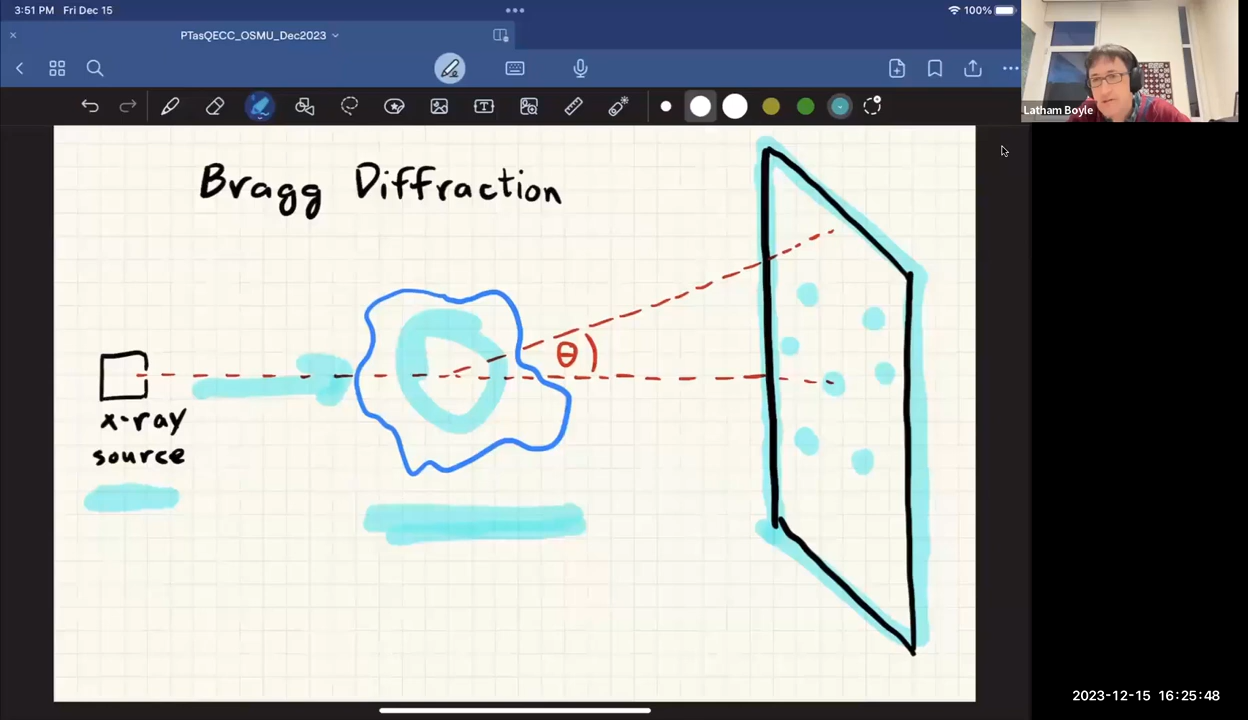 3:51 PM Fri Dec 15
100%
PTasQECC_OSMU_Dec2023
Latham Boyle
Bragg Diffraction
θ
x-ray
source
2023-12-15 16:25:48